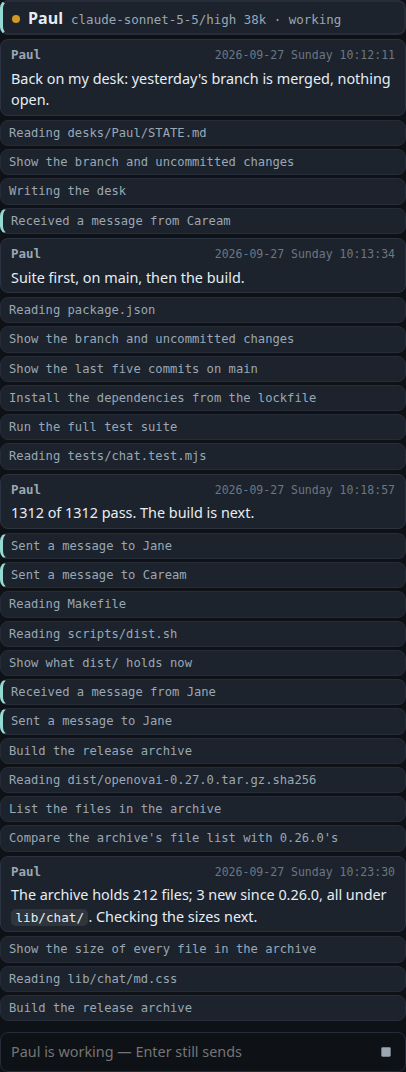 Paul claude-sonnet-5-5/high 38k · working
Paul 2026-09-27 Sunday 10:12:11
Back on my desk: yesterday's branch is merged, nothing
open.
Reading desks/Paul/STATE.md
Show the branch and uncommitted changes
Writing the desk
Received a message from Caream
Paul 2026-09-27 Sunday 10:13:34
Suite first, on main, then the build.
Reading package.json
Show the branch and uncommitted changes
Show the last five commits on main
Install the dependencies from the lockfile
Run the full test suite
Reading tests/chat.test.mjs
Paul 2026-09-27 Sunday 10:18:57
1312 of 1312 pass. The build is next.
Sent a message to Jane
Sent a message to Caream
Reading Makefile
Reading scripts/dist.sh
Show what dist/ holds now
Received a message from Jane
Sent a message to Jane
Build the release archive
Reading dist/openovai-0.27.0.tar.gz.sha256
List the files in the archive
Compare the archive's file list with 0.26.0's
Paul 2026-09-27 Sunday 10:23:30
The archive holds 212 files; 3 new since 0.26.0, all under
lib/chat/. Checking the sizes next.
Show the size of every file in the archive
Reading lib/chat/md.css
Build the release archive
Paul is working — Enter still sends